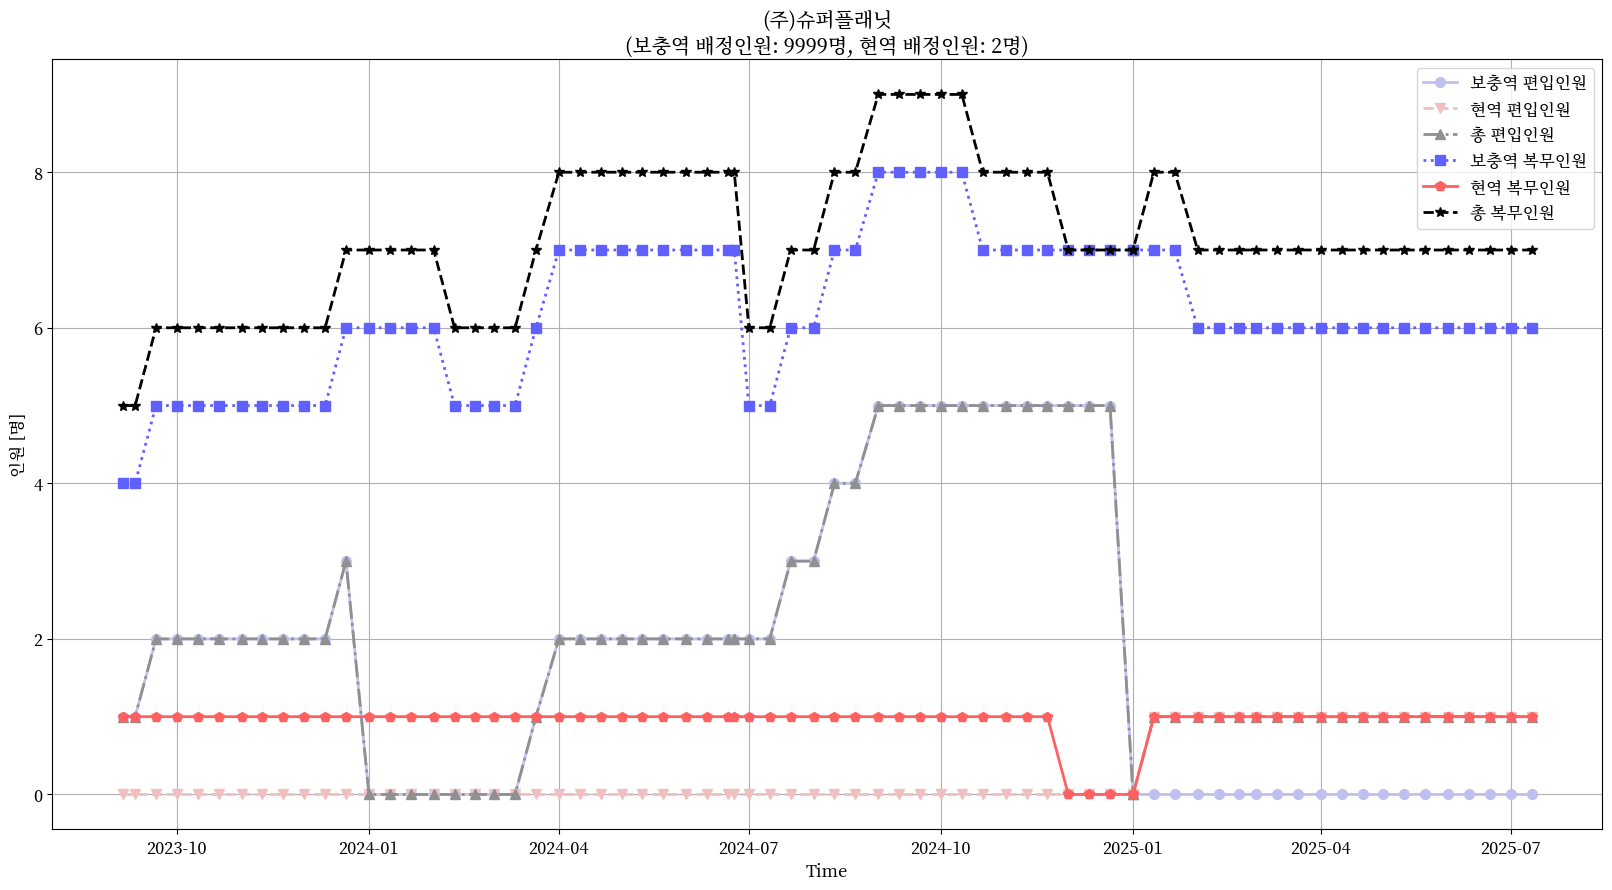 (주)슈퍼플래닛
(보충역 배정인원: 9999명, 현역 배정인원: 2명)
보충역 편입인원
현역 편입인원
총 편입인원
보충역 복무인원
현역 복무인원
총 복무인원
인원 [명]
8
6
4
2
0
2023-10
2024-01
2024-04
2024-07
2024-10
2025-01
2025-04
2025-07
Time